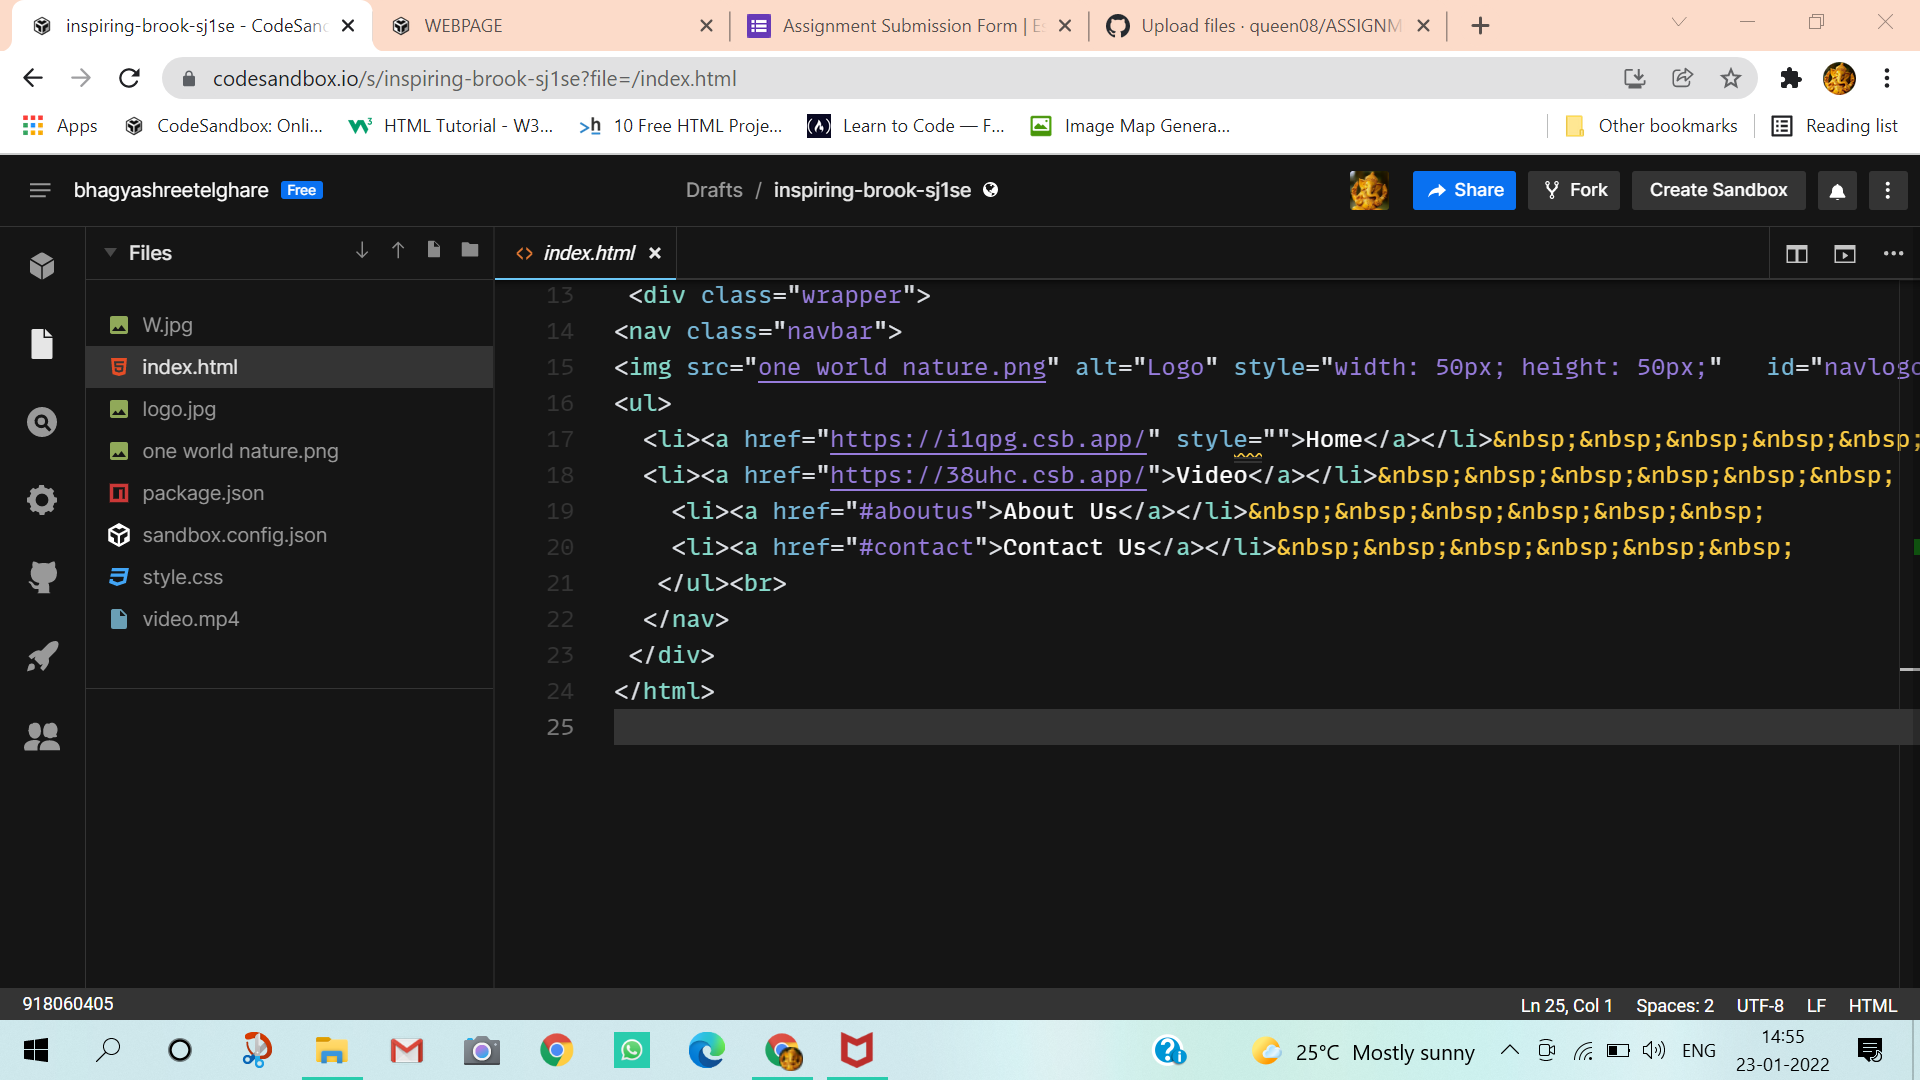 inspiring-brook-sj1se - CodeSand
WEBPAGE
Assignment Submission Form | Es
Upload files · queen08/ASSIGNM
codesandbox.io/s/inspiring-brook-sj1se?file=/index.html
Apps
CodeSandbox: Onli...
HTML Tutorial - W3...
10 Free HTML Proje...
Learn to Code — F...
Image Map Genera...
Other bookmarks
Reading list
bhagyashreetelghare Free
Drafts / inspiring-brook-sj1se
Share
Fork
Create Sandbox
Files
W.jpg
index.html
logo.jpg
one world nature.png
package.json
sandbox.config.json
style.css
video.mp4
index.html
13 <div class="wrapper">
14 <nav class="navbar">
15 <img src="one world nature.png" alt="Logo" style="width: 50px; height: 50px;" id="navlogo
16 <ul>
17 <li><a href="https://i1qpg.csb.app/" style="">Home</a></li>&nbsp;&nbsp;&nbsp;&nbsp;&nbsp;
18 <li><a href="https://38uhc.csb.app/">Video</a></li>&nbsp;&nbsp;&nbsp;&nbsp;&nbsp;&nbsp;
19 <li><a href="#aboutus">About Us</a></li>&nbsp;&nbsp;&nbsp;&nbsp;&nbsp;&nbsp;
20 <li><a href="#contact">Contact Us</a></li>&nbsp;&nbsp;&nbsp;&nbsp;&nbsp;&nbsp;
21 </ul><br>
22 </nav>
23 </div>
24 </html>
25
918060405
Ln 25, Col 1
Spaces: 2
UTF-8
LF
HTML
25°C Mostly sunny
ENG
14:55
23-01-2022